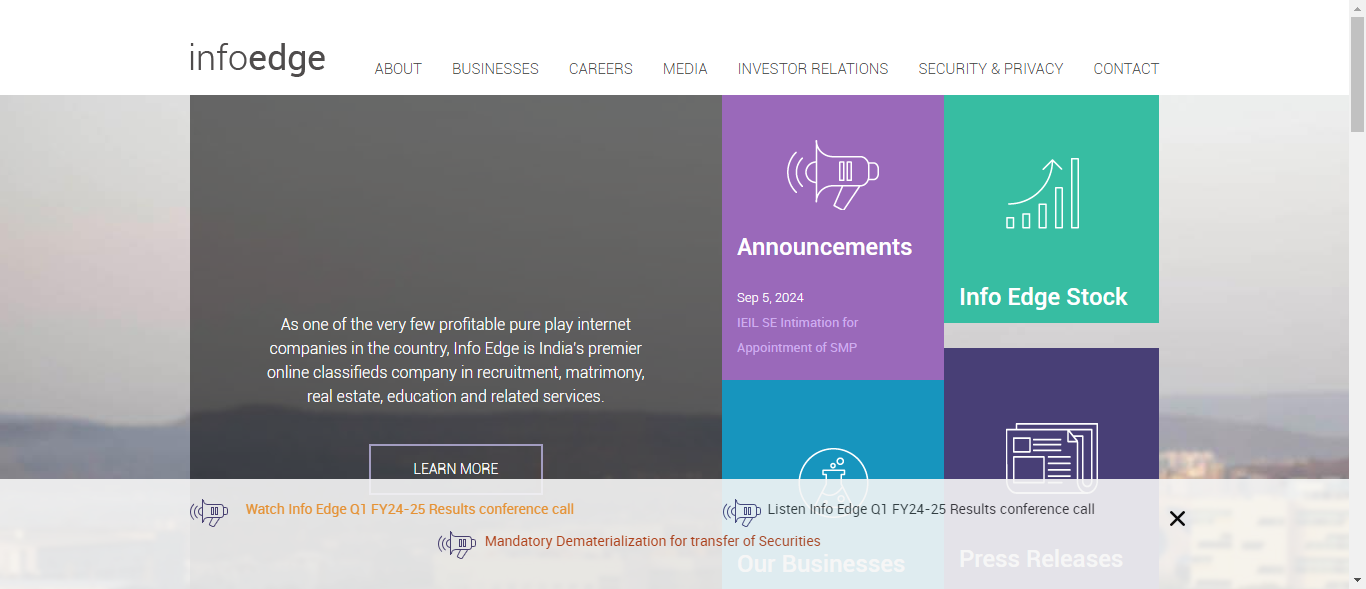 infoedge
ABOUT
BUSINESSES
CAREERS
MEDIA
INVESTOR RELATIONS
SECURITY & PRIVACY
CONTACT
As one of the very few profitable pure play internet
companies in the country, Info Edge is India's premier
online classifieds company in recruitment, matrimony,
real estate, education and related services.
LEARN MORE
Announcements
Sep 5, 2024
IEIL SE Intimation for
Appointment of SMP
Info Edge Stock
Our Businesses
Press Releases
Watch Info Edge Q1 FY24-25 Results conference call
Listen Info Edge Q1 FY24-25 Results conference call
Mandatory Dematerialization for transfer of Securities